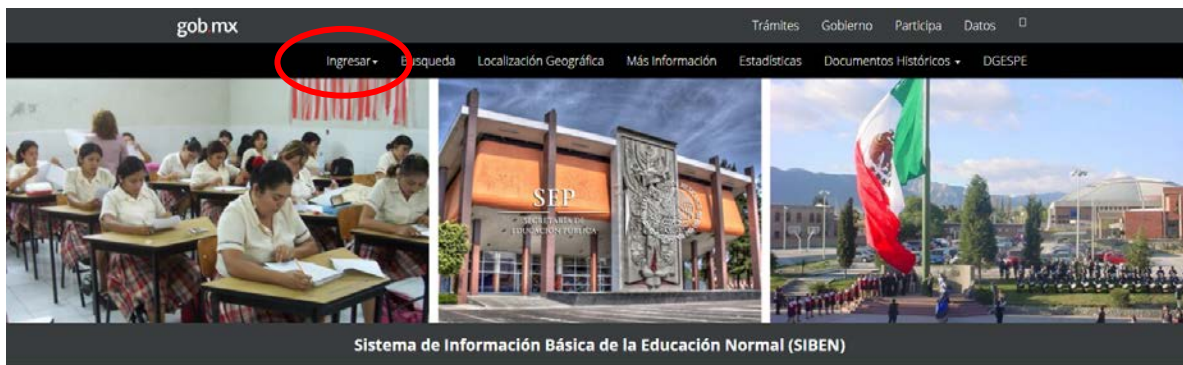 gob.mx Trámites Gobierno Participa Datos
Ingresar Búsqueda Localización Geográfica Más Información Estadísticas Documentos Históricos DGESPE
SEP
SECRETARÍA DE
EDUCACIÓN PÚBLICA
Sistema de Información Básica de la Educación Normal (SIBEN)